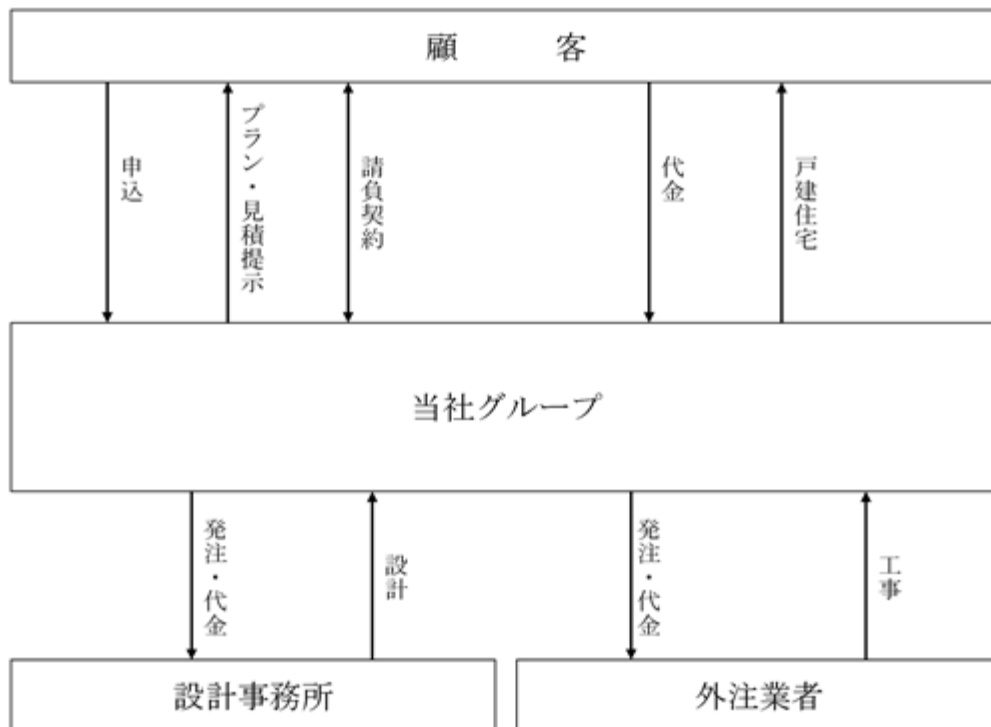 顧　客
申込
プラン・見積提示
請負契約
代金
戸建住宅
当社グループ
発注・代金
設計
発注・代金
工事
設計事務所
外注業者